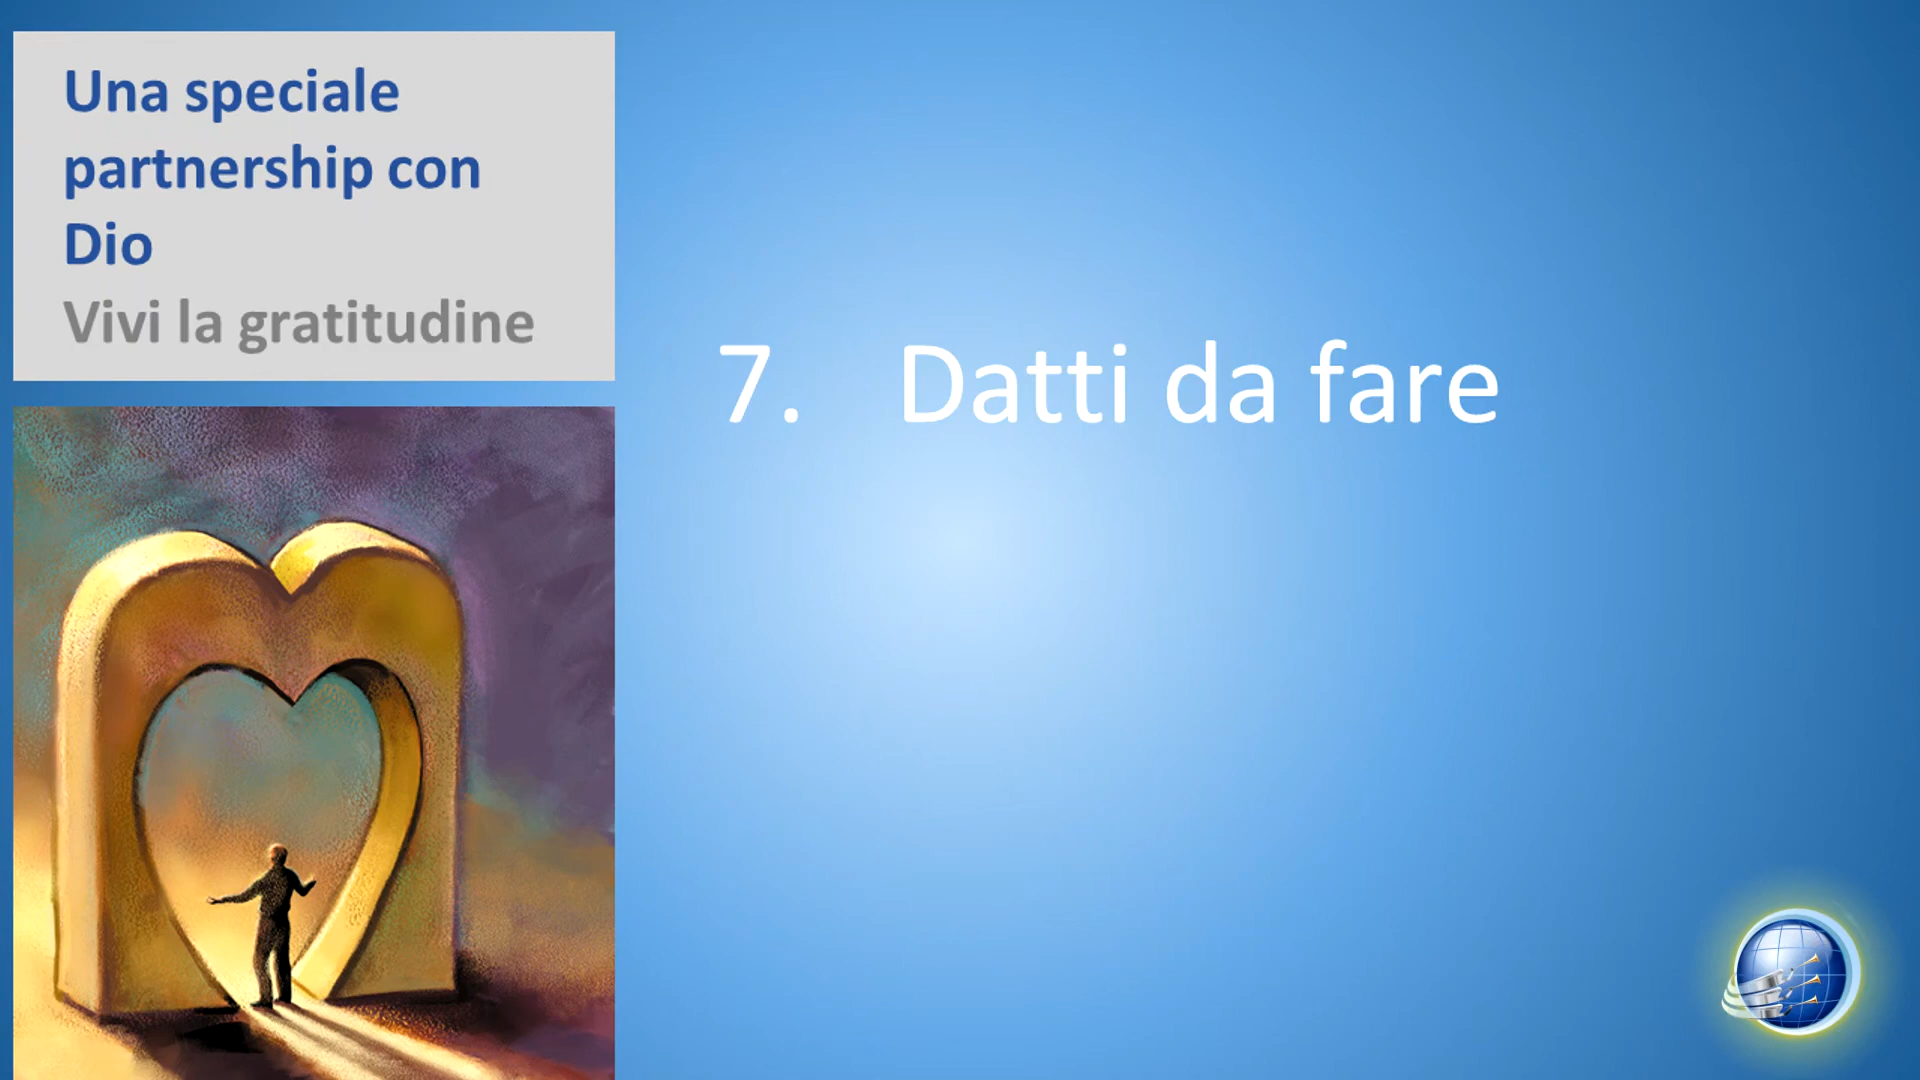 Una speciale
partnership con
Dio
Vivi la gratitudine
7. Datti da fare